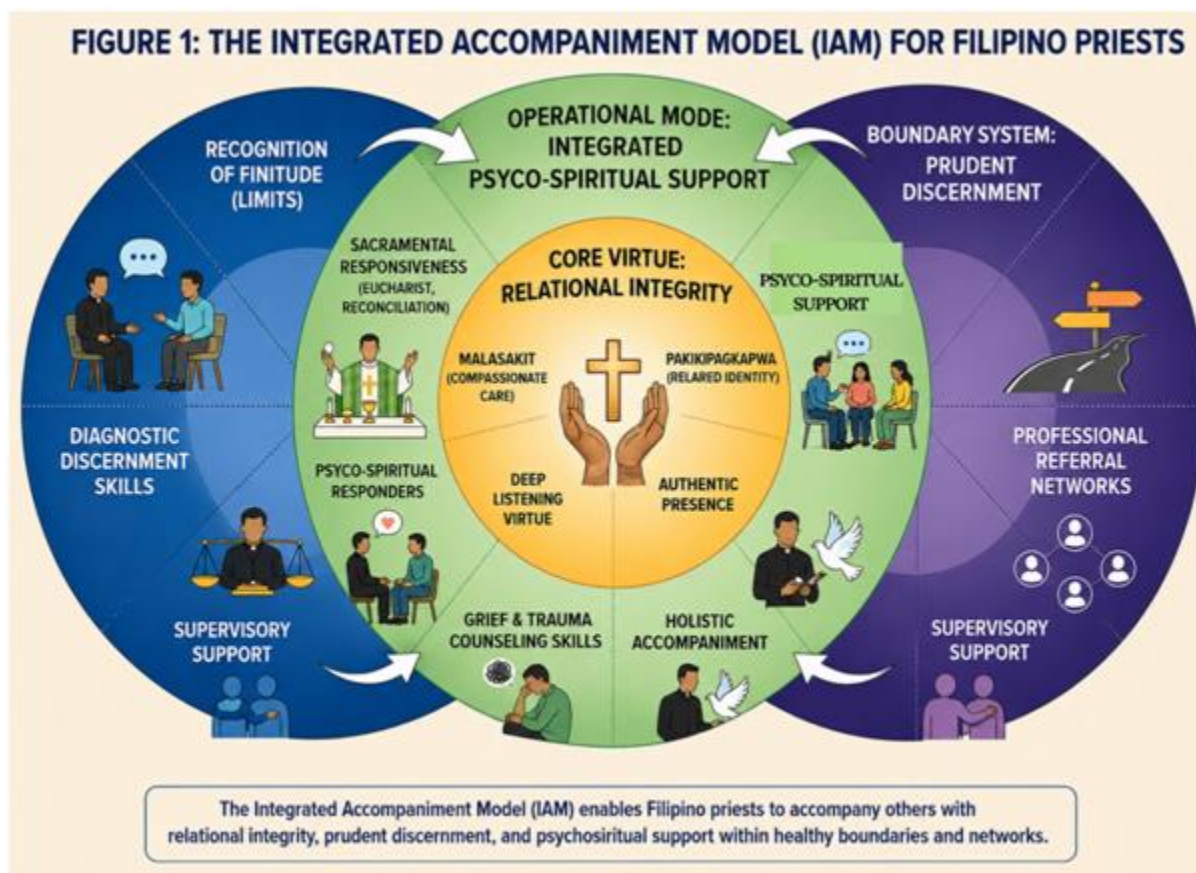 FIGURE 1: THE INTEGRATED ACCOMPANIMENT MODEL (IAM) FOR FILIPINO PRIESTS
RECOGNITION
OF FINITUDE
(LIMITS)
DIAGNOSTIC
DISCERNMENT
SKILLS
SUPERVISORY
SUPPORT
OPERATIONAL MODE:
INTEGRATED
PSYCO-SPIRITUAL SUPPORT
SACRAMENTAL
RESPONSIVENESS
(EUCHARIST,
RECONCILIATION)
PSYCO-SPIRITUAL
RESPONDERS
GRIEF & TRAUMA
COUNSELING SKILLS
HOLISTIC
ACCOMPANIMENT
PSYCO-SPIRITUAL
SUPPORT
CORE VIRTUE:
RELATIONAL INTEGRITY
MALASAKIT
(COMPASSIONATE
CARE)
PAKIKIPAGKAPWA
(RELARED IDENTITY)
DEEP
LISTENING
VIRTUE
AUTHENTIC
PRESENCE
BOUNDARY SYSTEM:
PRUDENT
DISCERNMENT
PROFESSIONAL
REFERRAL
NETWORKS
SUPERVISORY
SUPPORT
The Integrated Accompaniment Model (IAM) enables Filipino priests to accompany others with
relational integrity, prudent discernment, and psychosiritual support within healthy boundaries and networks.